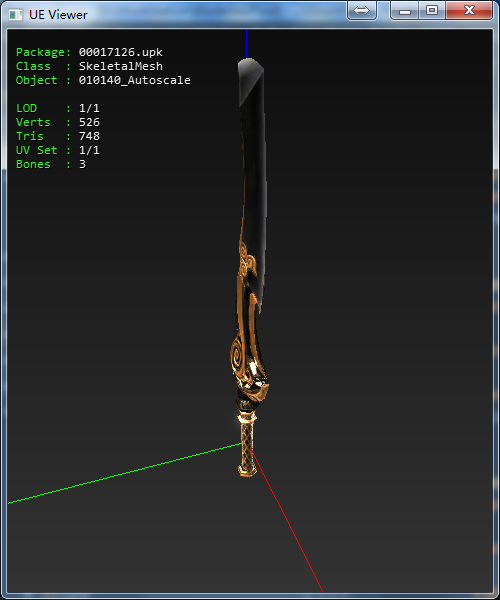 UE Viewer
Package: 00017126.upk
Class  : SkeletalMesh
Object : 010140_Autoscale
LOD    : 1/1
Verts  : 526
Tris   : 748
UV Set : 1/1
Bones  : 3